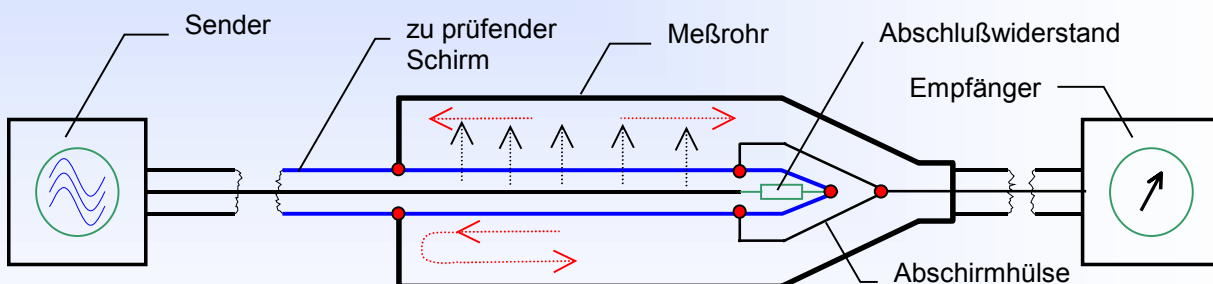 Sender
zu prüfender
Schirm
Meßrohr
Abschlußwiderstand
Empfänger
Abschirmhülse